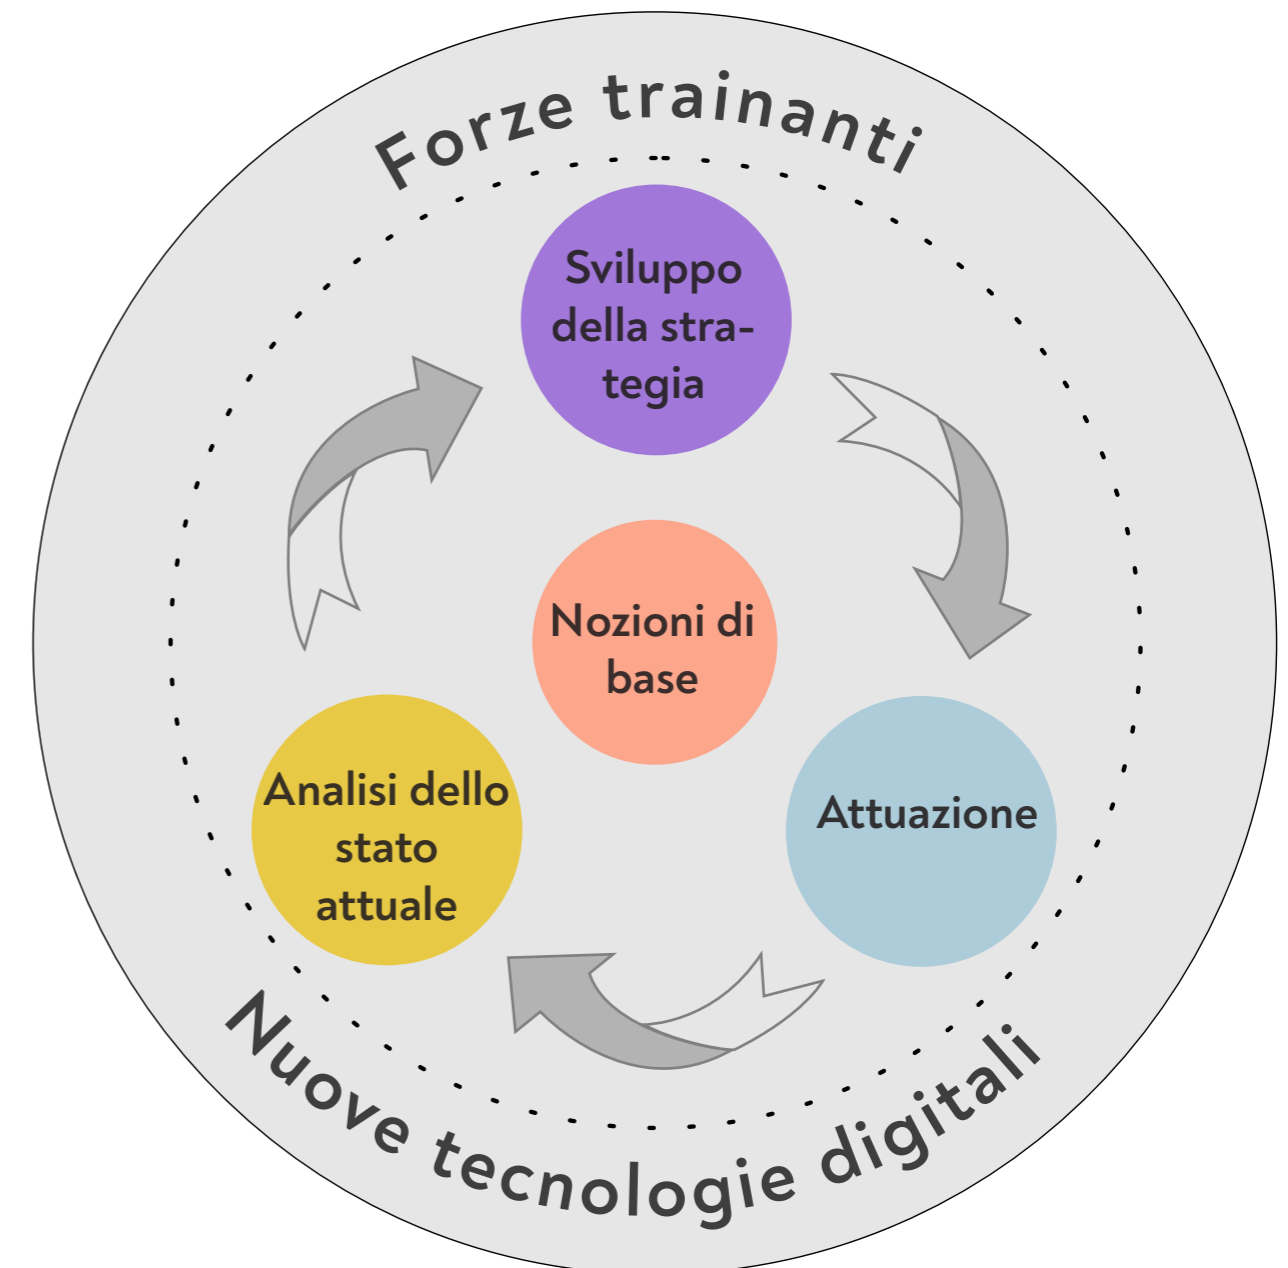 Forze trainanti
Sviluppo
della stra-
tegia
Nozioni di
base
Analisi dello
stato
attuale
Attuazione
Nuove tecnologie digitali